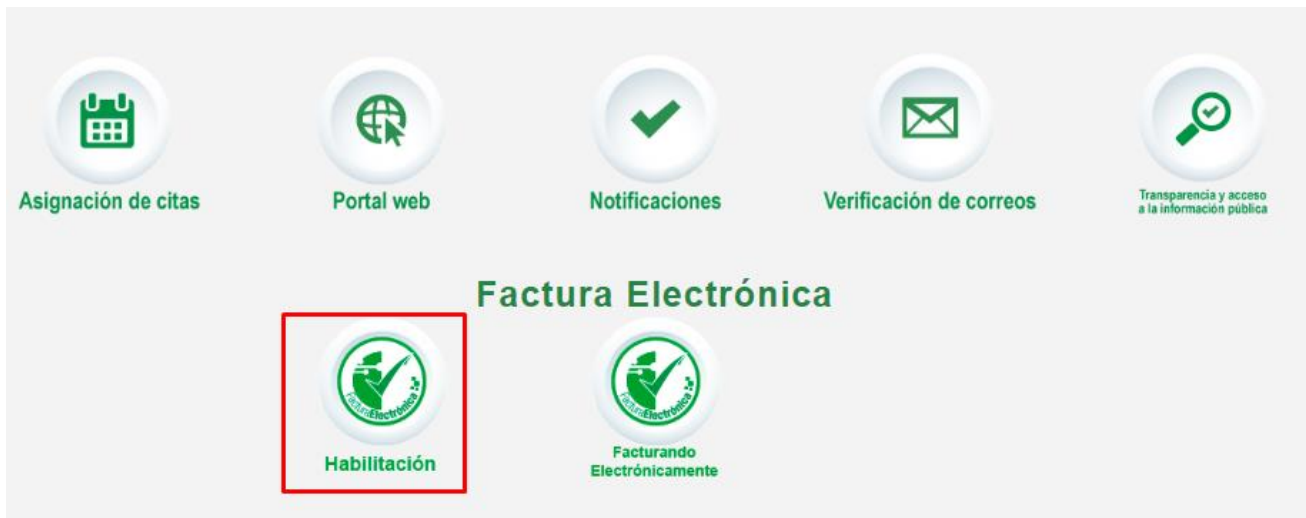 Asignación de citas
Portal web
Notificaciones
Verificación de correos
Transparencia y acceso
a la información pública
Factura Electrónica
FacturaElectrónica
Habilitación
FacturaElectrónica
Facturando
Electrónicamente